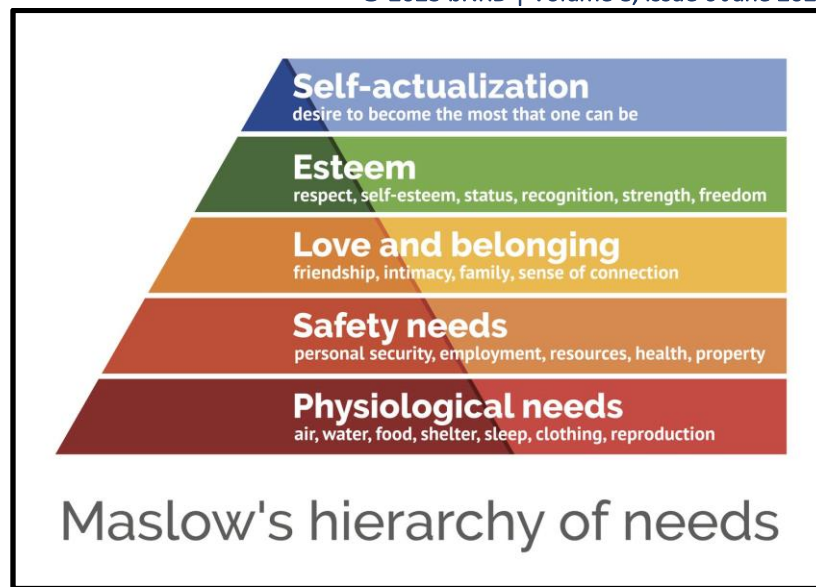 Self-actualization
desire to become the most that one can be
Esteem
respect, self-esteem, status, recognition, strength, freedom
Love and belonging
friendship, intimacy, family, sense of connection
Safety needs
personal security, employment, resources, health, property
Physiological needs
air, water, food, shelter, sleep, clothing, reproduction
Maslow's hierarchy of needs